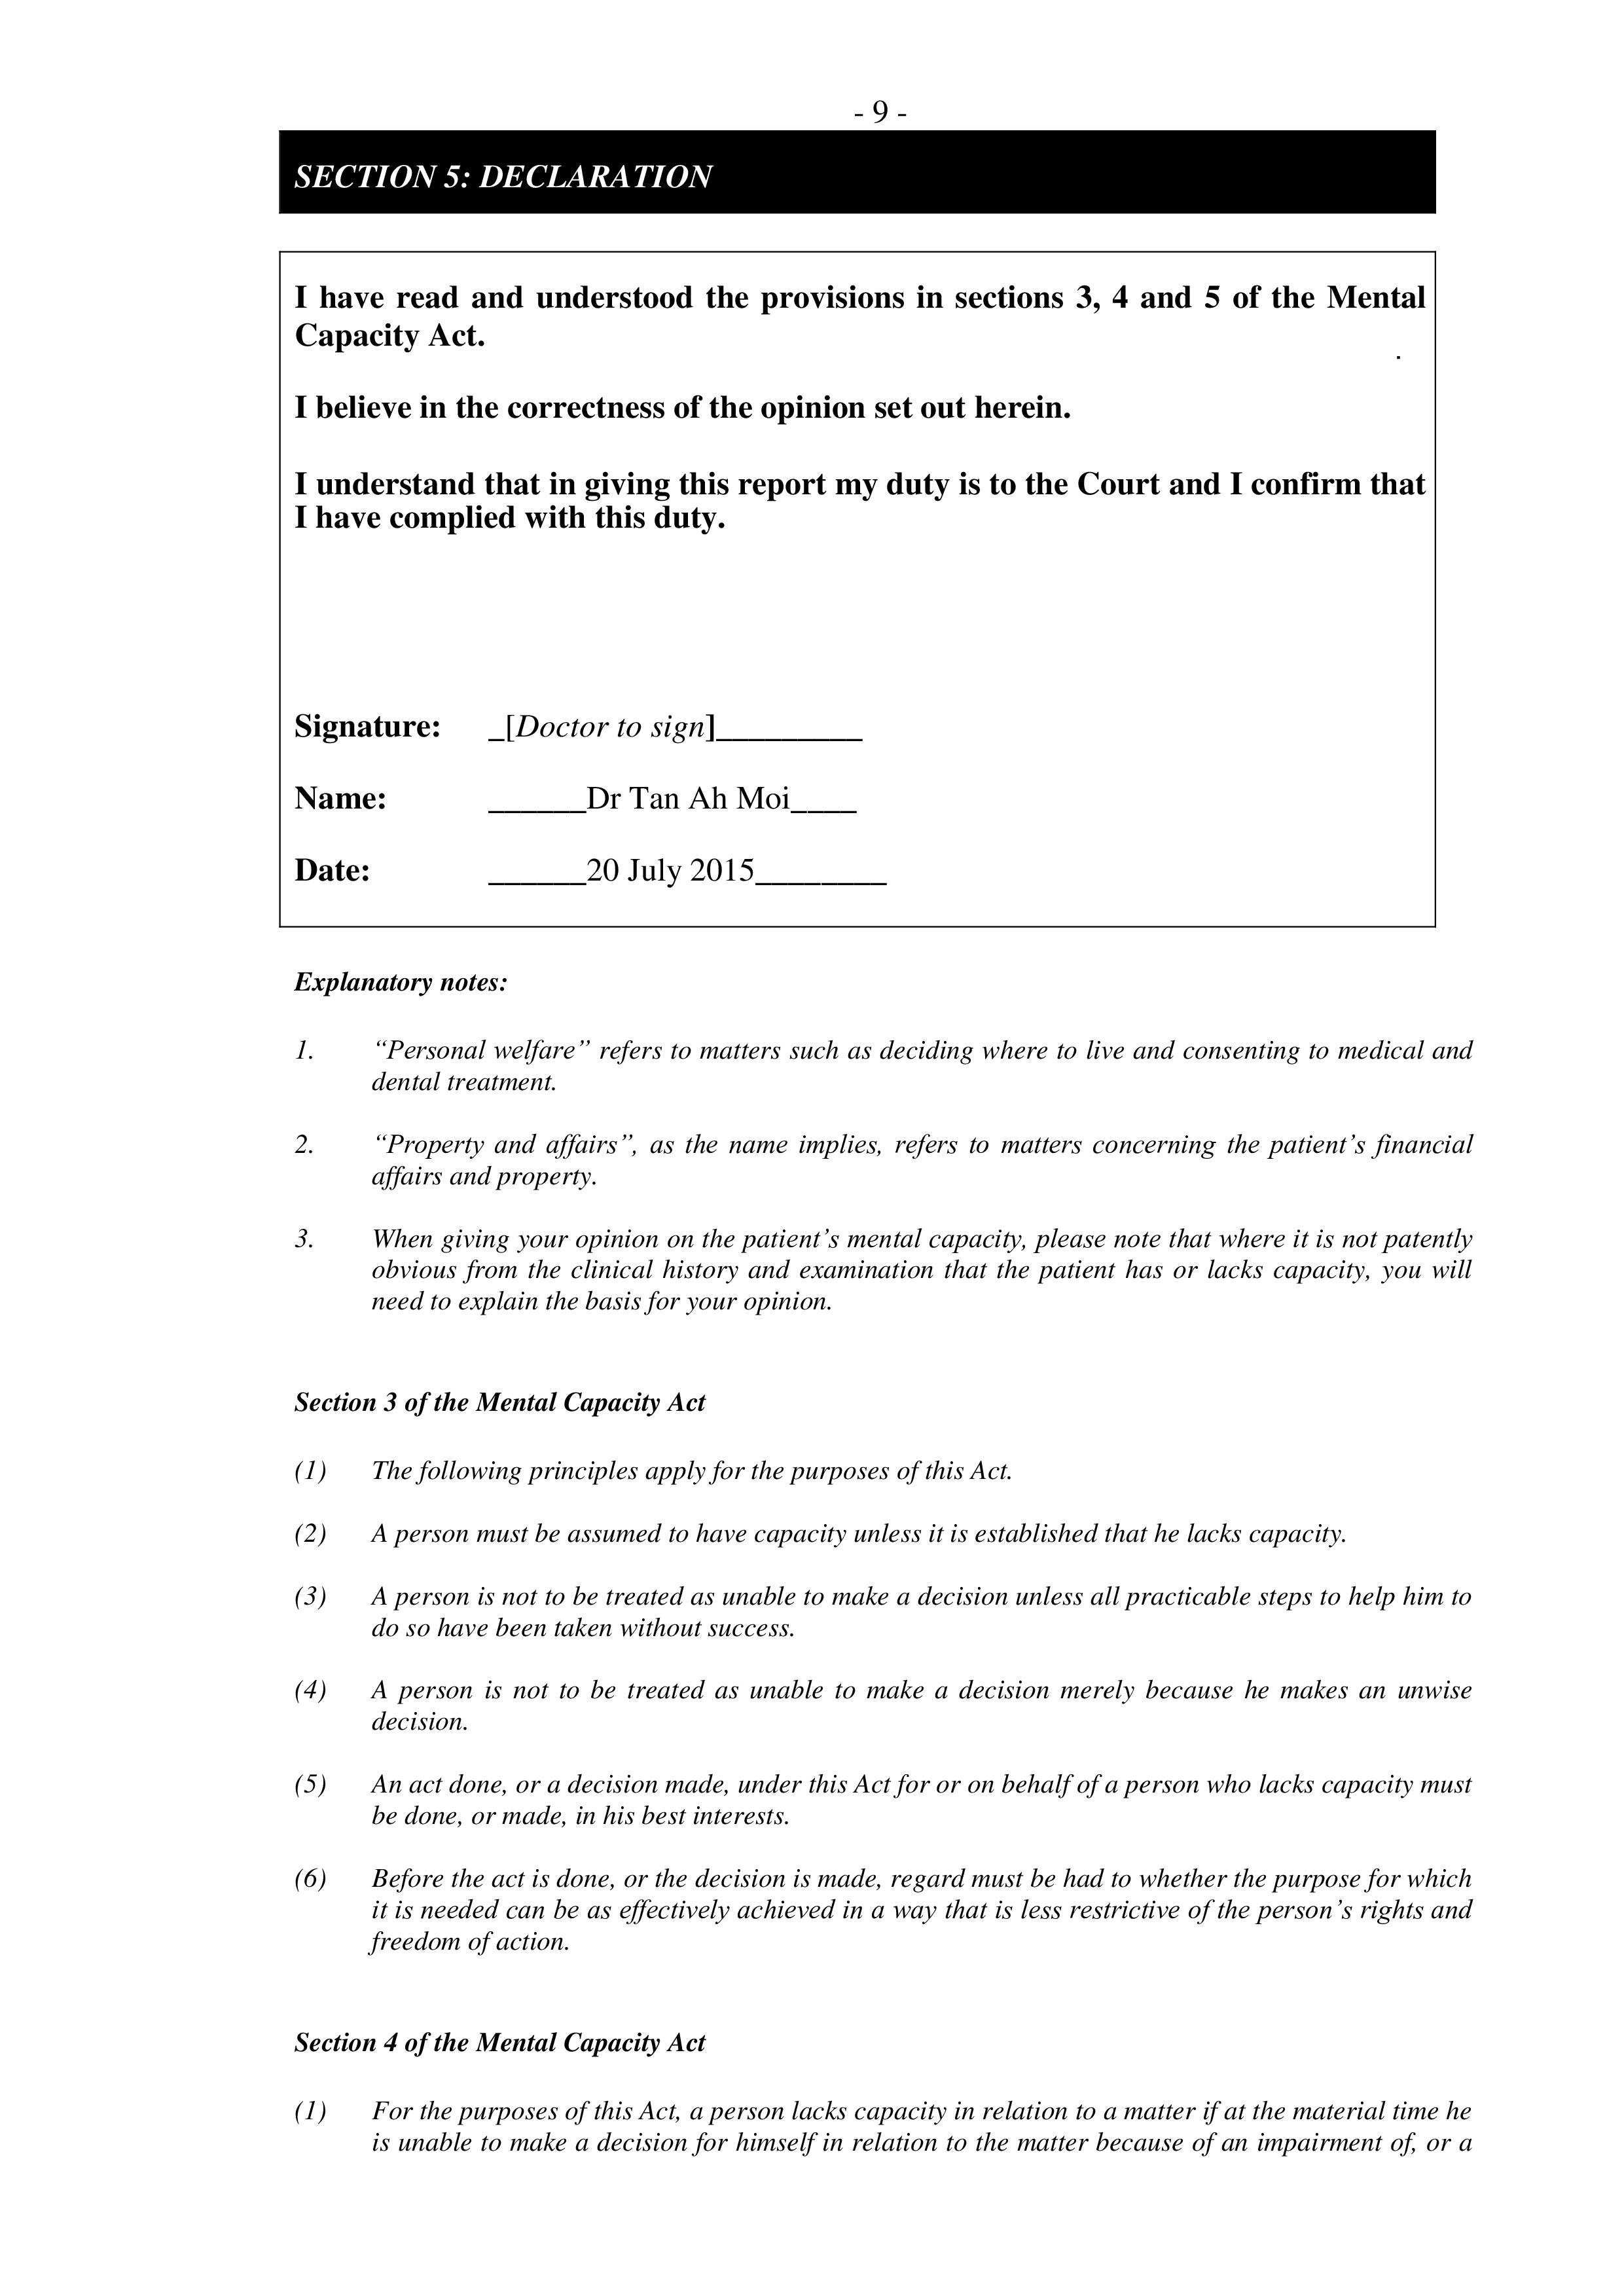 - 9 -
SECTION 5: DECLARATION
I have read and understood the provisions in sections 3, 4 and 5 of the Mental
Capacity Act.
.
I believe in the correctness of the opinion set out herein.
I understand that in giving this report my duty is to the Court and I confirm that
I have complied with this duty.
Signature: _[Doctor to sign]_________
Name: ______Dr Tan Ah Moi____
Date: ______20 July 2015________
Explanatory notes:
1. “Personal welfare” refers to matters such as deciding where to live and consenting to medical and
dental treatment.
2. “Property and affairs”, as the name implies, refers to matters concerning the patient’s financial
affairs and property.
3. When giving your opinion on the patient’s mental capacity, please note that where it is not patently
obvious from the clinical history and examination that the patient has or lacks capacity, you will
need to explain the basis for your opinion.
Section 3 of the Mental Capacity Act
(1) The following principles apply for the purposes of this Act.
(2) A person must be assumed to have capacity unless it is established that he lacks capacity.
(3) A person is not to be treated as unable to make a decision unless all practicable steps to help him to
do so have been taken without success.
(4) A person is not to be treated as unable to make a decision merely because he makes an unwise
decision.
(5) An act done, or a decision made, under this Act for or on behalf of a person who lacks capacity must
be done, or made, in his best interests.
(6) Before the act is done, or the decision is made, regard must be had to whether the purpose for which
it is needed can be as effectively achieved in a way that is less restrictive of the person’s rights and
freedom of action.
Section 4 of the Mental Capacity Act
(1) For the purposes of this Act, a person lacks capacity in relation to a matter if at the material time he
is unable to make a decision for himself in relation to the matter because of an impairment of, or a